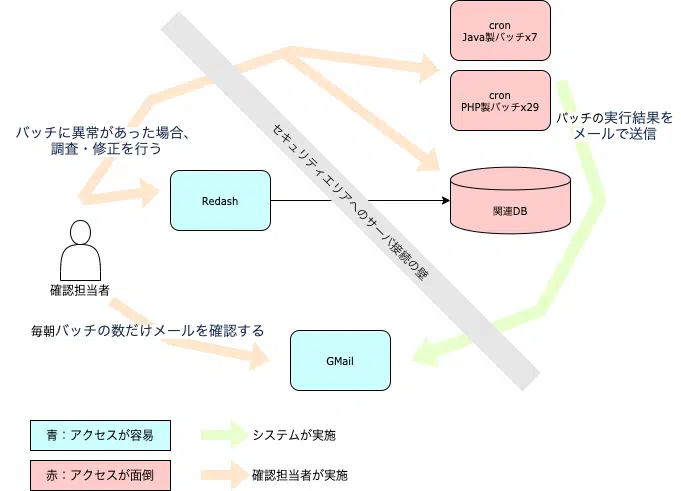 cron
Java製バッチx7
cron
PHP製バッチx29
バッチの実行結果を
メールで送信
バッチに異常があった場合、
調査・修正を行う
セキュリティエリアへのサーバ接続の壁
Redash
関連DB
確認担当者
毎朝バッチの数だけメールを確認する
GMail
青：アクセスが容易
システムが実施
赤：アクセスが面倒
確認担当者が実施